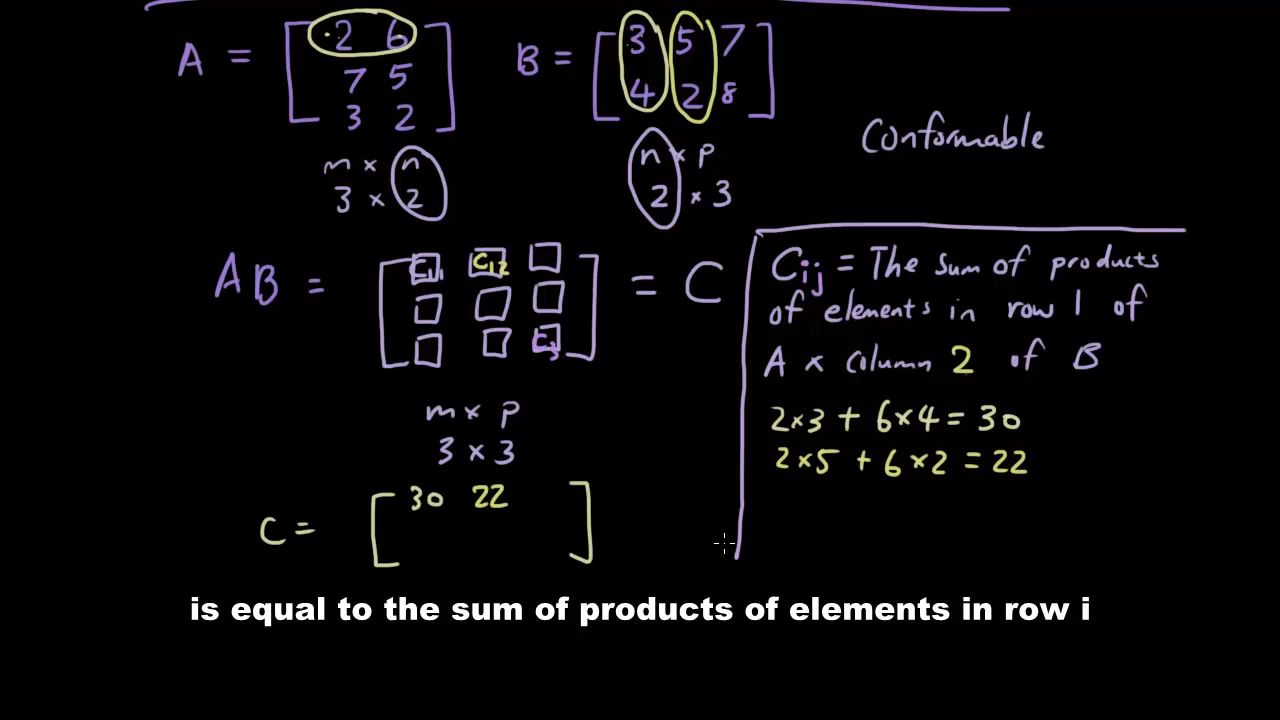 A = [ 2 6 B = [ 3 5 7 ]
7 5 4 2 8
3 2 ]
Conformable
m × n n × p
3 × 2 2 × 3
AB = [ C11 C12 ] = C
C3
m × p
3 × 3
C = [ 30 22 ]
Cij = The sum of products
of elements in row 1 of
A × column 2 of B
2×3 + 6×4 = 30
2×5 + 6×2 = 22
is equal to the sum of products of elements in row i